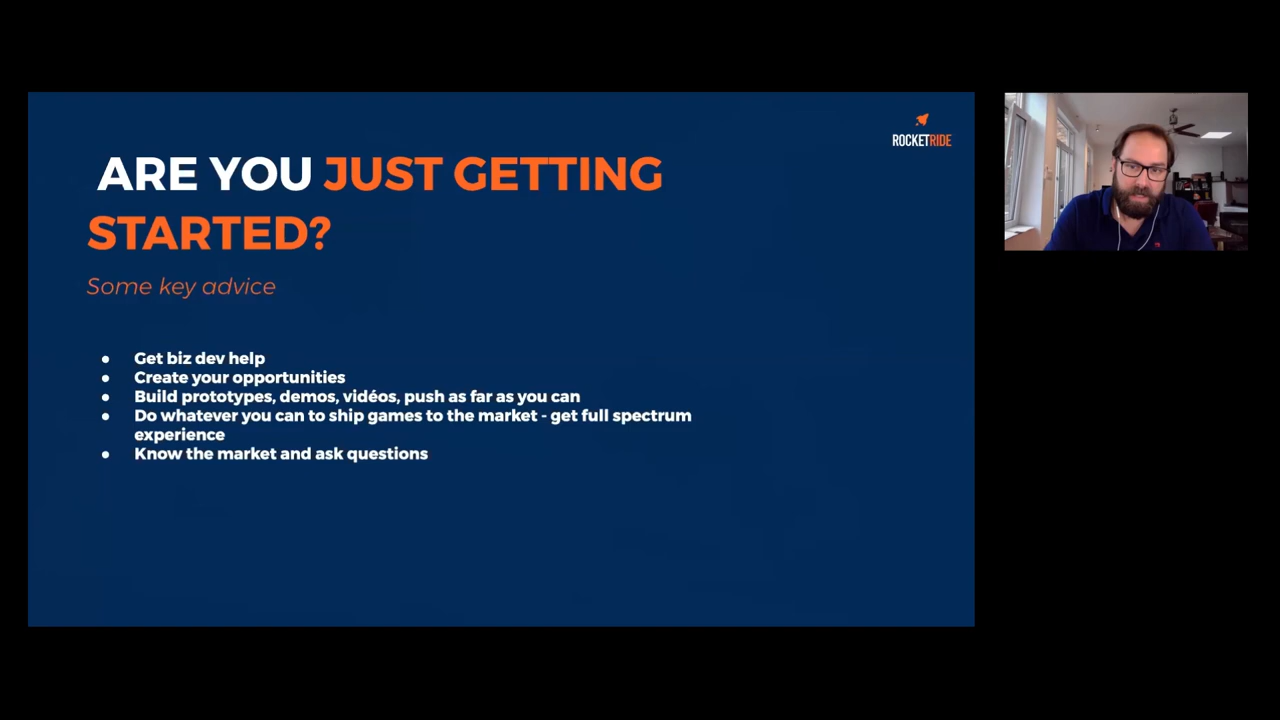 ROCKETRIDE
ARE YOU JUST GETTING
STARTED?
Some key advice
● Get biz dev help
● Create your opportunities
● Build prototypes, demos, vidéos, push as far as you can
● Do whatever you can to ship games to the market - get full spectrum
experience
● Know the market and ask questions